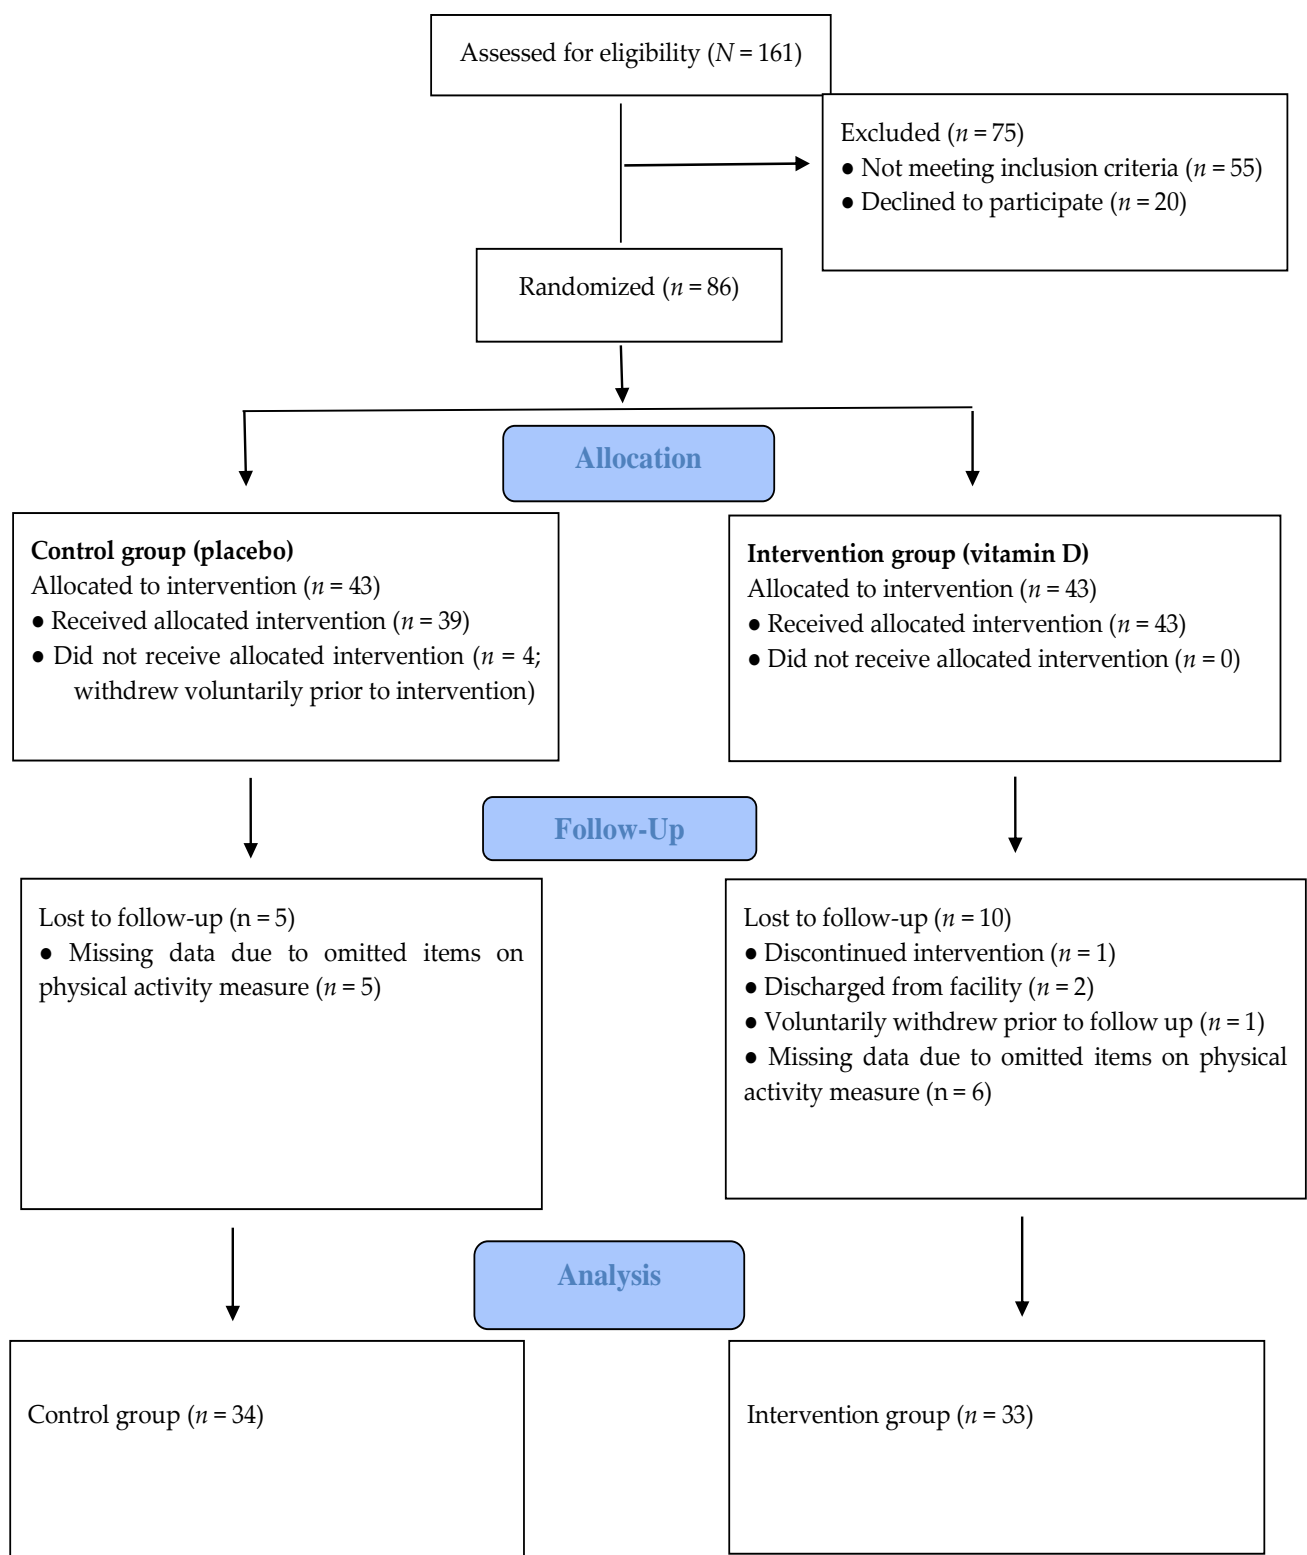 Assessed for eligibility (N = 161)
Excluded (n = 75)
● Not meeting inclusion criteria (n = 55)
● Declined to participate (n = 20)
Randomized (n = 86)
Allocation
Control group (placebo)
Allocated to intervention (n = 43)
● Received allocated intervention (n = 39)
● Did not receive allocated intervention (n = 4;
withdrew voluntarily prior to intervention)
Intervention group (vitamin D)
Allocated to intervention (n = 43)
● Received allocated intervention (n = 43)
● Did not receive allocated intervention (n = 0)
Follow-Up
Lost to follow-up (n = 5)
● Missing data due to omitted items on
physical activity measure (n = 5)
Lost to follow-up (n = 10)
● Discontinued intervention (n = 1)
● Discharged from facility (n = 2)
● Voluntarily withdrew prior to follow up (n = 1)
● Missing data due to omitted items on physical
activity measure (n = 6)
Analysis
Control group (n = 34)
Intervention group (n = 33)